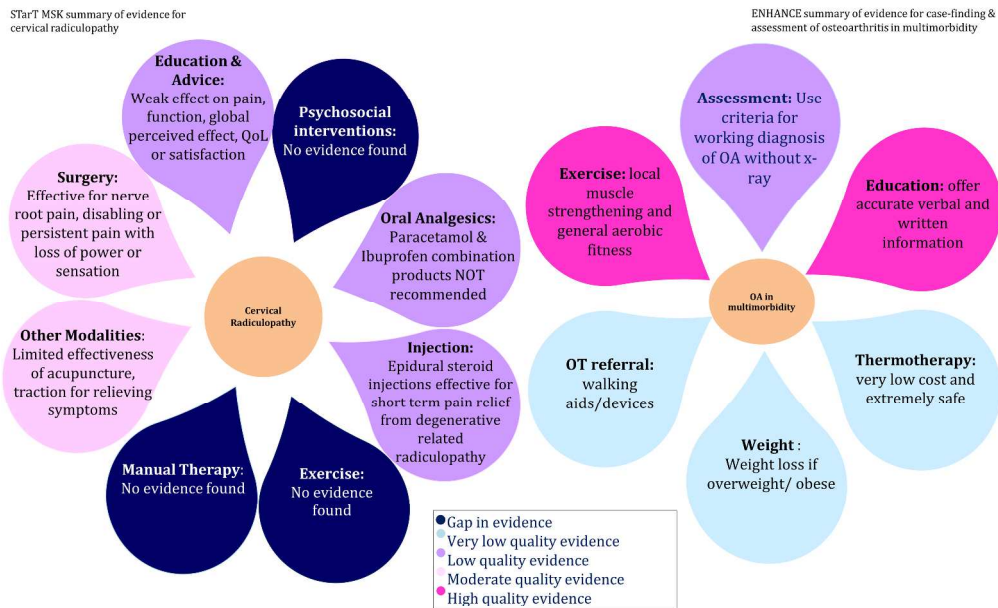 STarT MSK summary of evidence for
cervical radiculopathy
ENHANCE summary of evidence for case-finding &
assessment of osteoarthritis in multimorbidity
Education &
Advice:
Weak effect on pain,
function, global
perceived effect, QoL
or satisfaction
Psychosocial
interventions:
No evidence found
Surgery:
Effective for nerve
root pain, disabling or
persistent pain with
loss of power or
sensation
Oral Analgesics:
Paracetamol &
Ibuprofen combination
products NOT
recommended
Cervical
Radiculopathy
Other Modalities:
Limited effectiveness
of acupuncture,
traction for relieving
symptoms
Injection:
Epidural steroid
injections effective for
short term pain relief
from degenerative
related
radiculopathy
Manual Therapy:
No evidence found
Exercise:
No evidence
found
Assessment: Use
criteria for
working diagnosis
of OA without x-
ray
Exercise: local
muscle
strengthening and
general aerobic
fitness
Education: offer
accurate verbal and
written
information
OA in
multimorbidity
OT referral:
walking
aids/devices
Thermotherapy:
very low cost and
extremely safe
Weight :
Weight loss if
overweight/ obese
Gap in evidence
Very low quality evidence
Low quality evidence
Moderate quality evidence
High quality evidence